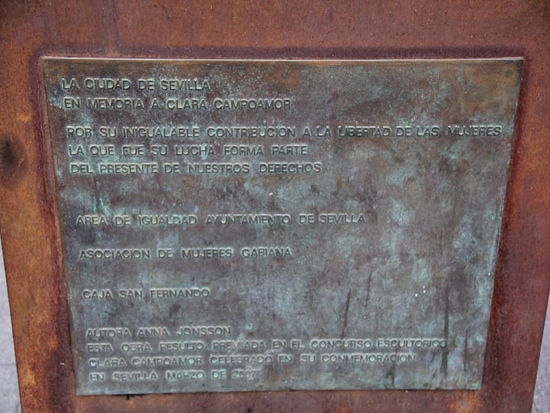 LA CIUDAD DE SEVILLA
EN MEMORIA A CLARA CAMPOAMOR
POR SU INIGUALABLE CONTRIBUCION A LA LIBERTAD DE LAS MUJERES
LA QUE FUE SU LUCHA FORMA PARTE
DEL PRESENTE DE NUESTROS DERECHOS
AREA DE IGUALDAD AYUNTAMIENTO DE SEVILLA
ASOCIACION DE MUJERES GABIANA
CAJA SAN FERNANDO
AUTORA ANNA JONSSON
ESTA OBRA RESULTO PREMIADA EN EL CONCURSO ESCULTORICO
CLARA CAMPOAMOR CELEBRADO EN SU CONMEMORACION
EN SEVILLA MARZO DE 2007